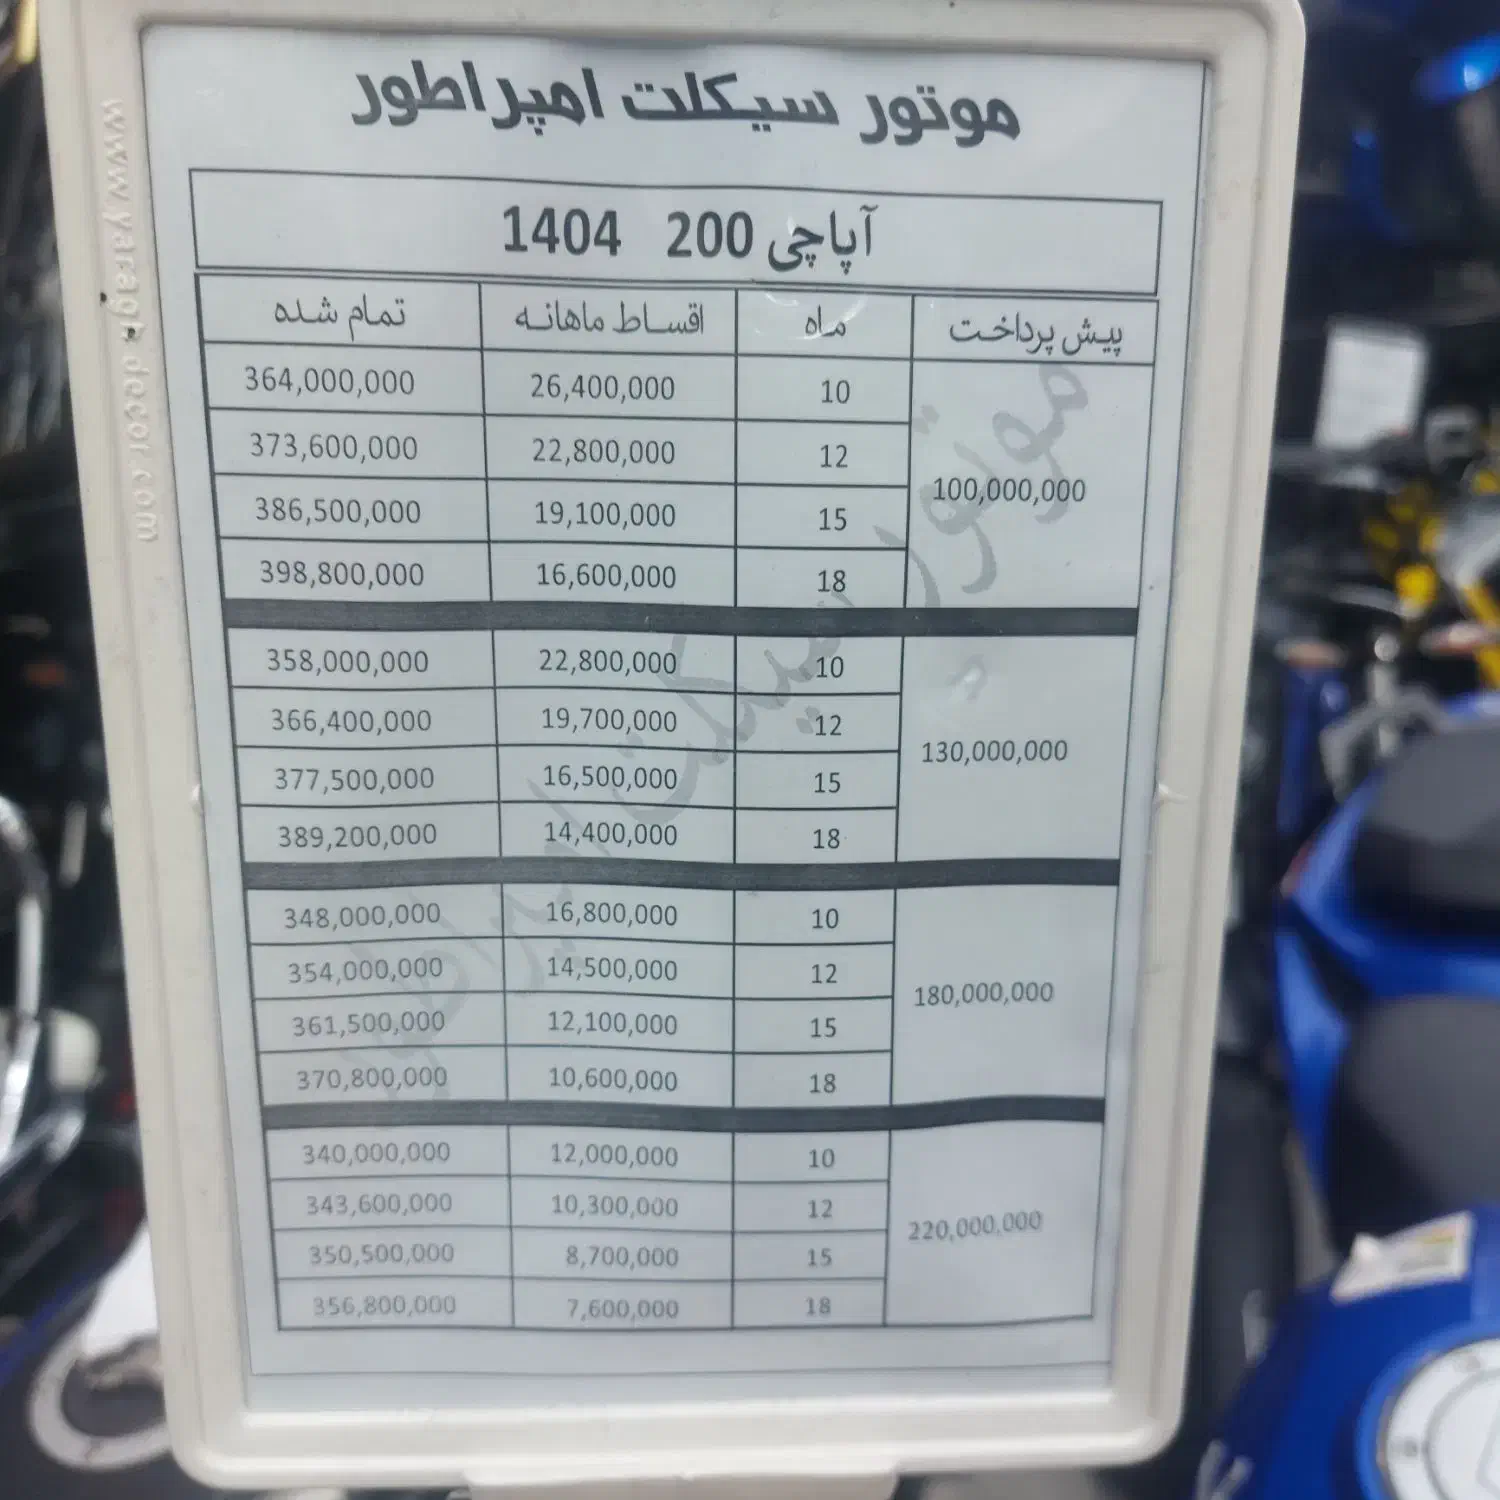 موتور سیکلت امپراطور
آپاچی 200 1404
پیش پرداخت ماه اقساط ماهانه تمام شده
100,000,000
10 26,400,000 364,000,000
12 22,800,000 373,600,000
15 19,100,000 386,500,000
18 16,600,000 398,800,000
130,000,000
10 22,800,000 358,000,000
12 19,700,000 366,400,000
15 16,500,000 377,500,000
18 14,400,000 389,200,000
180,000,000
10 16,800,000 348,000,000
12 14,500,000 354,000,000
15 12,100,000 361,500,000
18 10,600,000 370,800,000
220,000,000
10 12,000,000 340,000,000
12 10,300,000 343,600,000
15 8,700,000 350,500,000
18 7,600,000 356,800,000
موتور سیکلت امپراطور
www.yaragh.decor.com